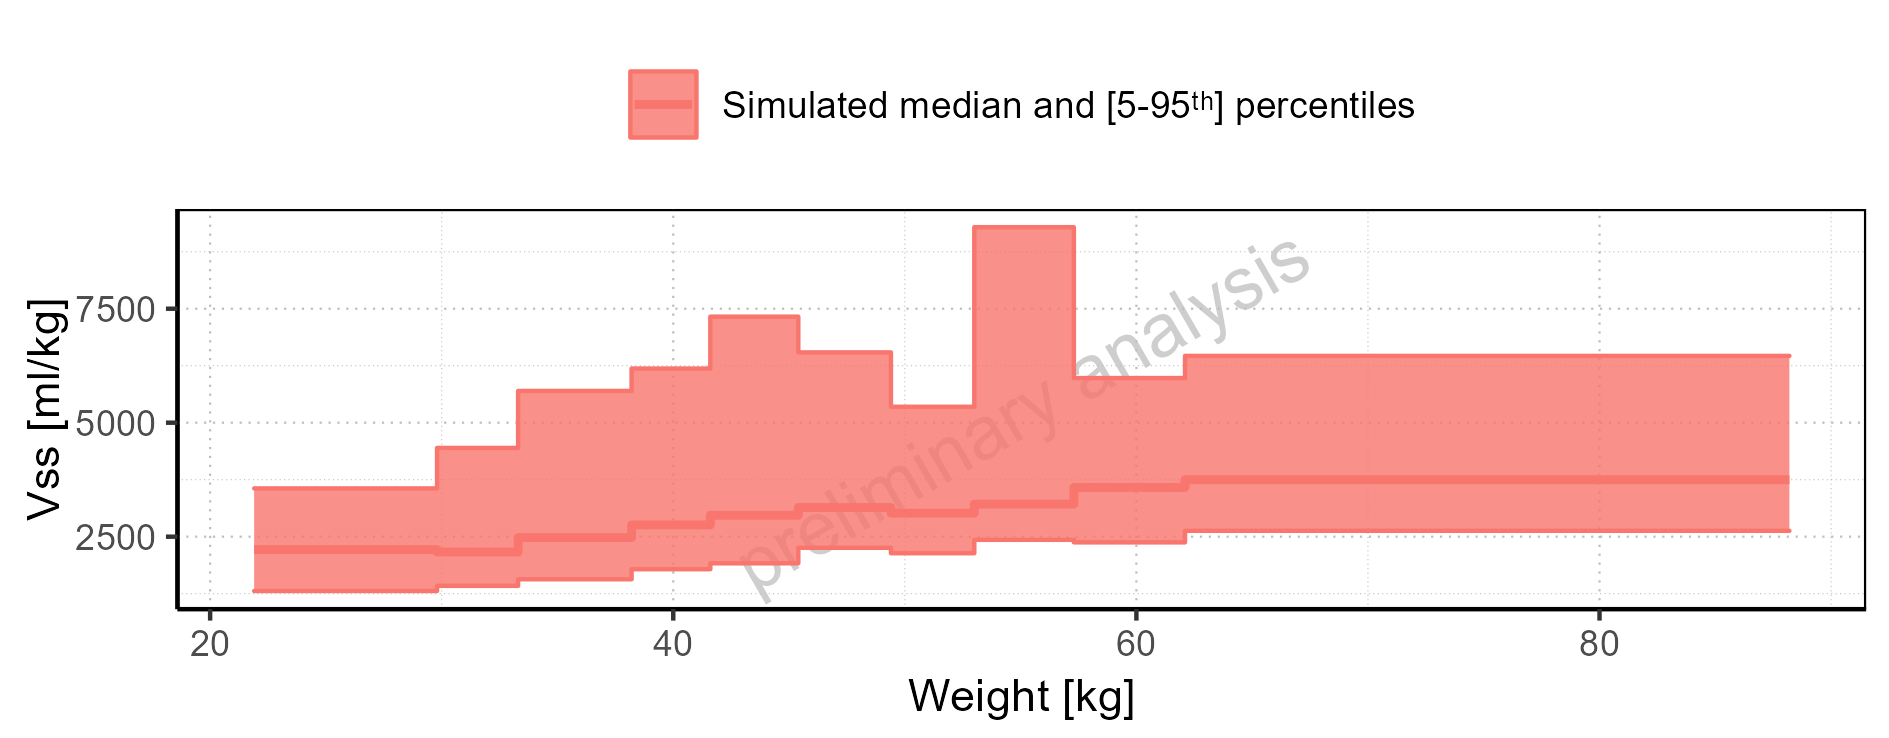 Simulated median and [5-95ᵗʰ] percentiles
7500
5000
2500
Vss [ml/kg]
preliminary analysis
20 40 60 80
Weight [kg]